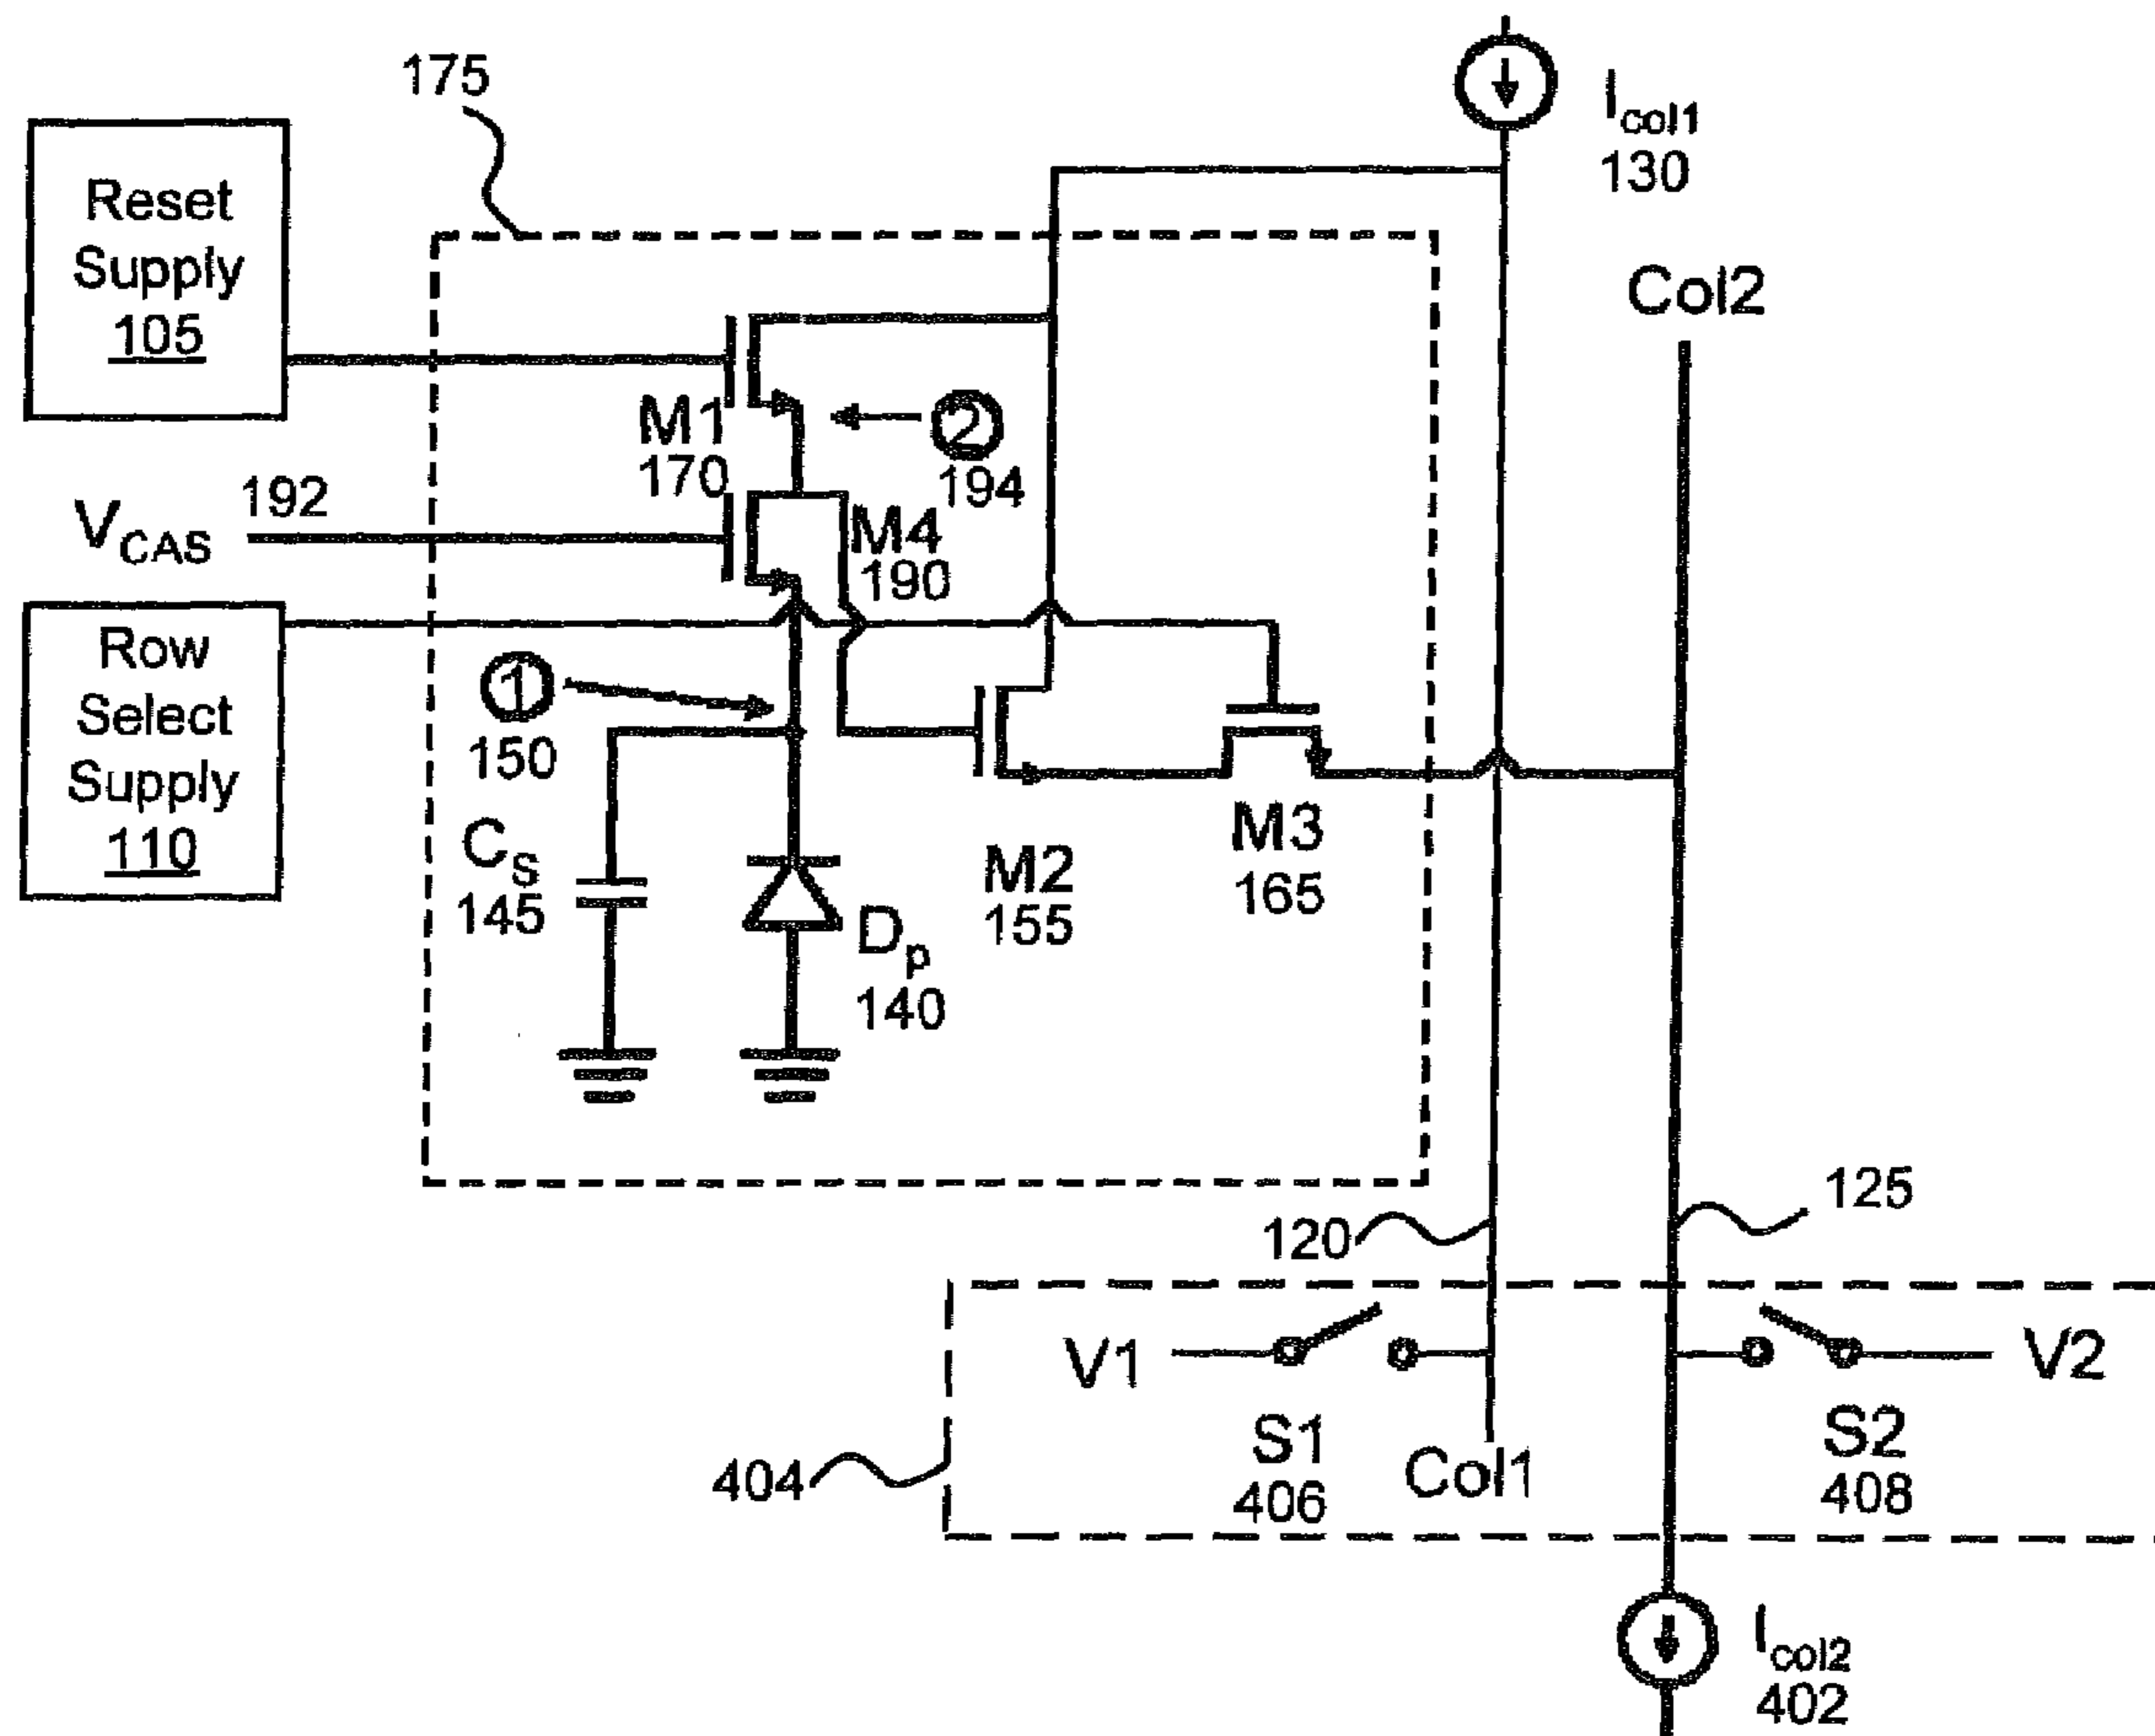 175
I_col1
130
Reset
Supply
105
Col2
M1
170
2
194
V_CAS
192
M4
190
Row
Select
Supply
110
1
150
C_S
145
D_p
140
M2
155
M3
165
125
120
V1
V2
S1
406
Col1
S2
408
404
I_col2
402